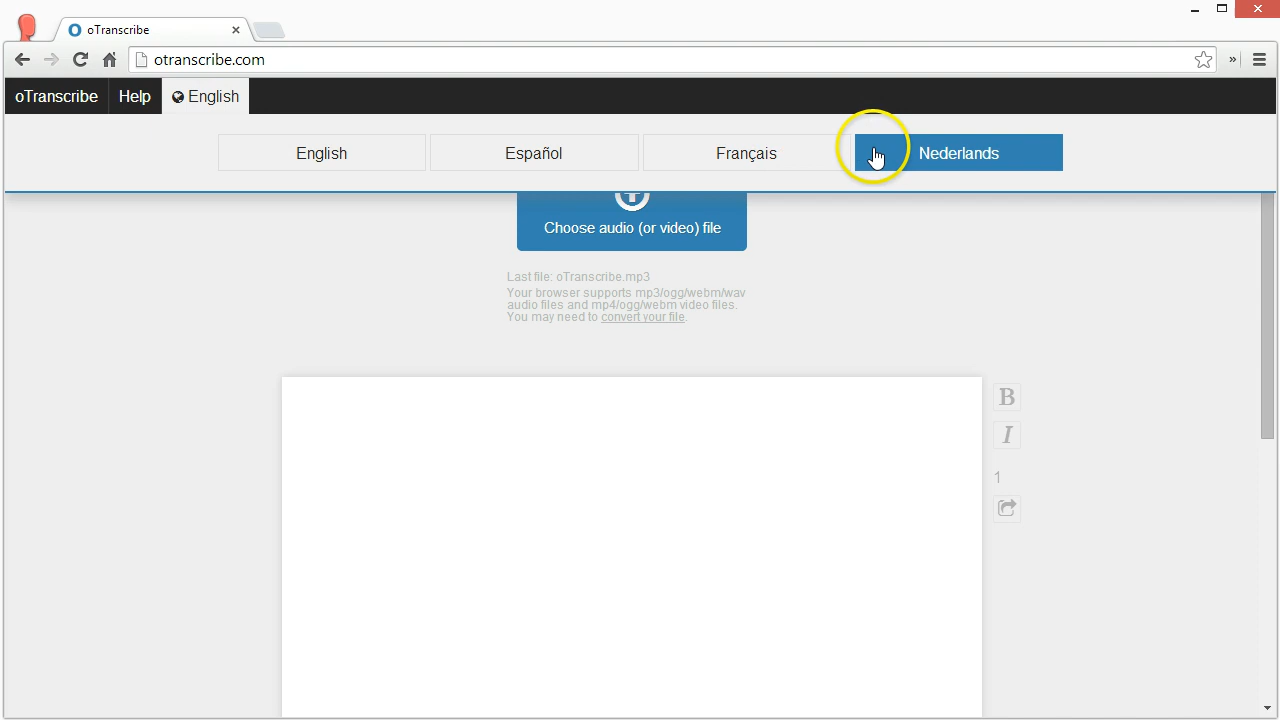 oTranscribe
otranscribe.com
oTranscribe Help English
English Español Français Nederlands
Choose audio (or video) file
Last file: oTranscribe.mp3
Your browser supports mp3/ogg/webm/wav
audio files and mp4/ogg/webm video files.
You may need to convert your file.
B
I
1